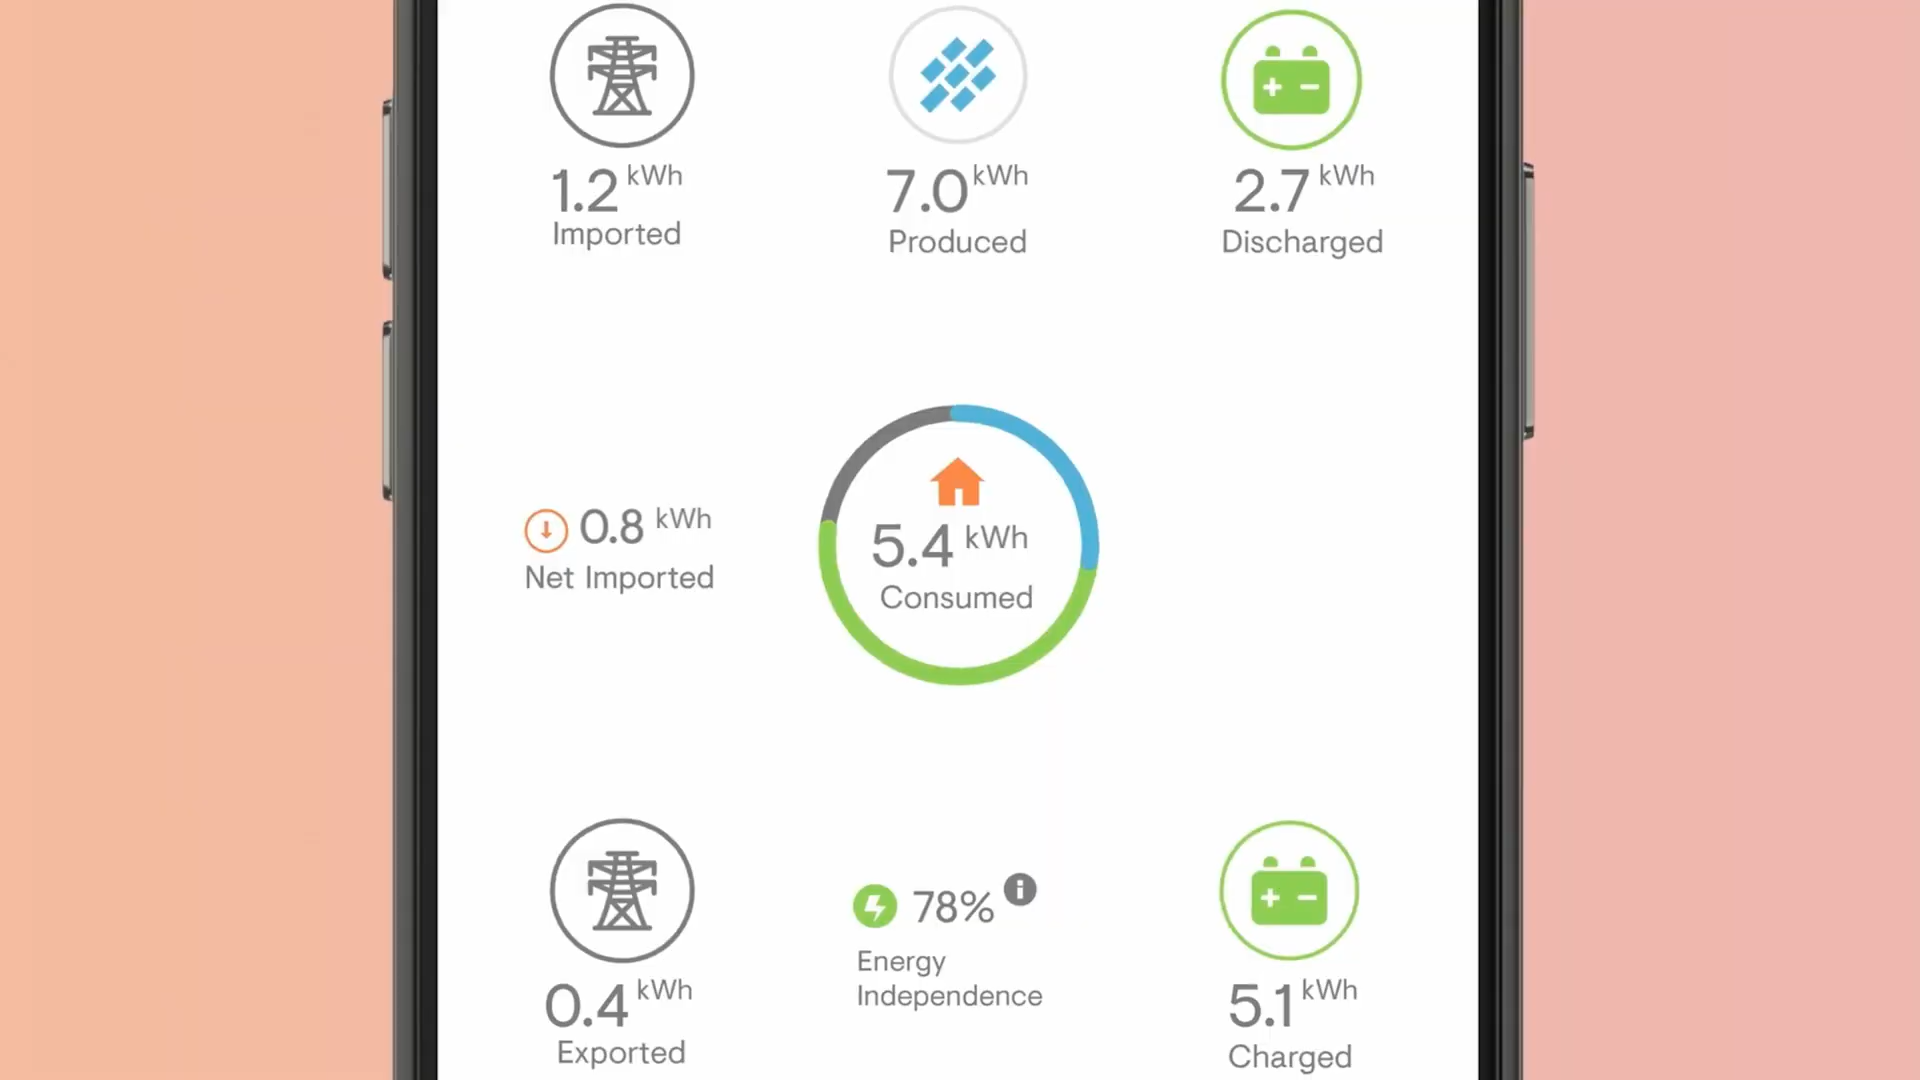 1.2 kWh
Imported
7.0 kWh
Produced
2.7 kWh
Discharged
0.8 kWh
Net Imported
5.4 kWh
Consumed
0.4 kWh
Exported
78%
Energy
Independence
5.1 kWh
Charged